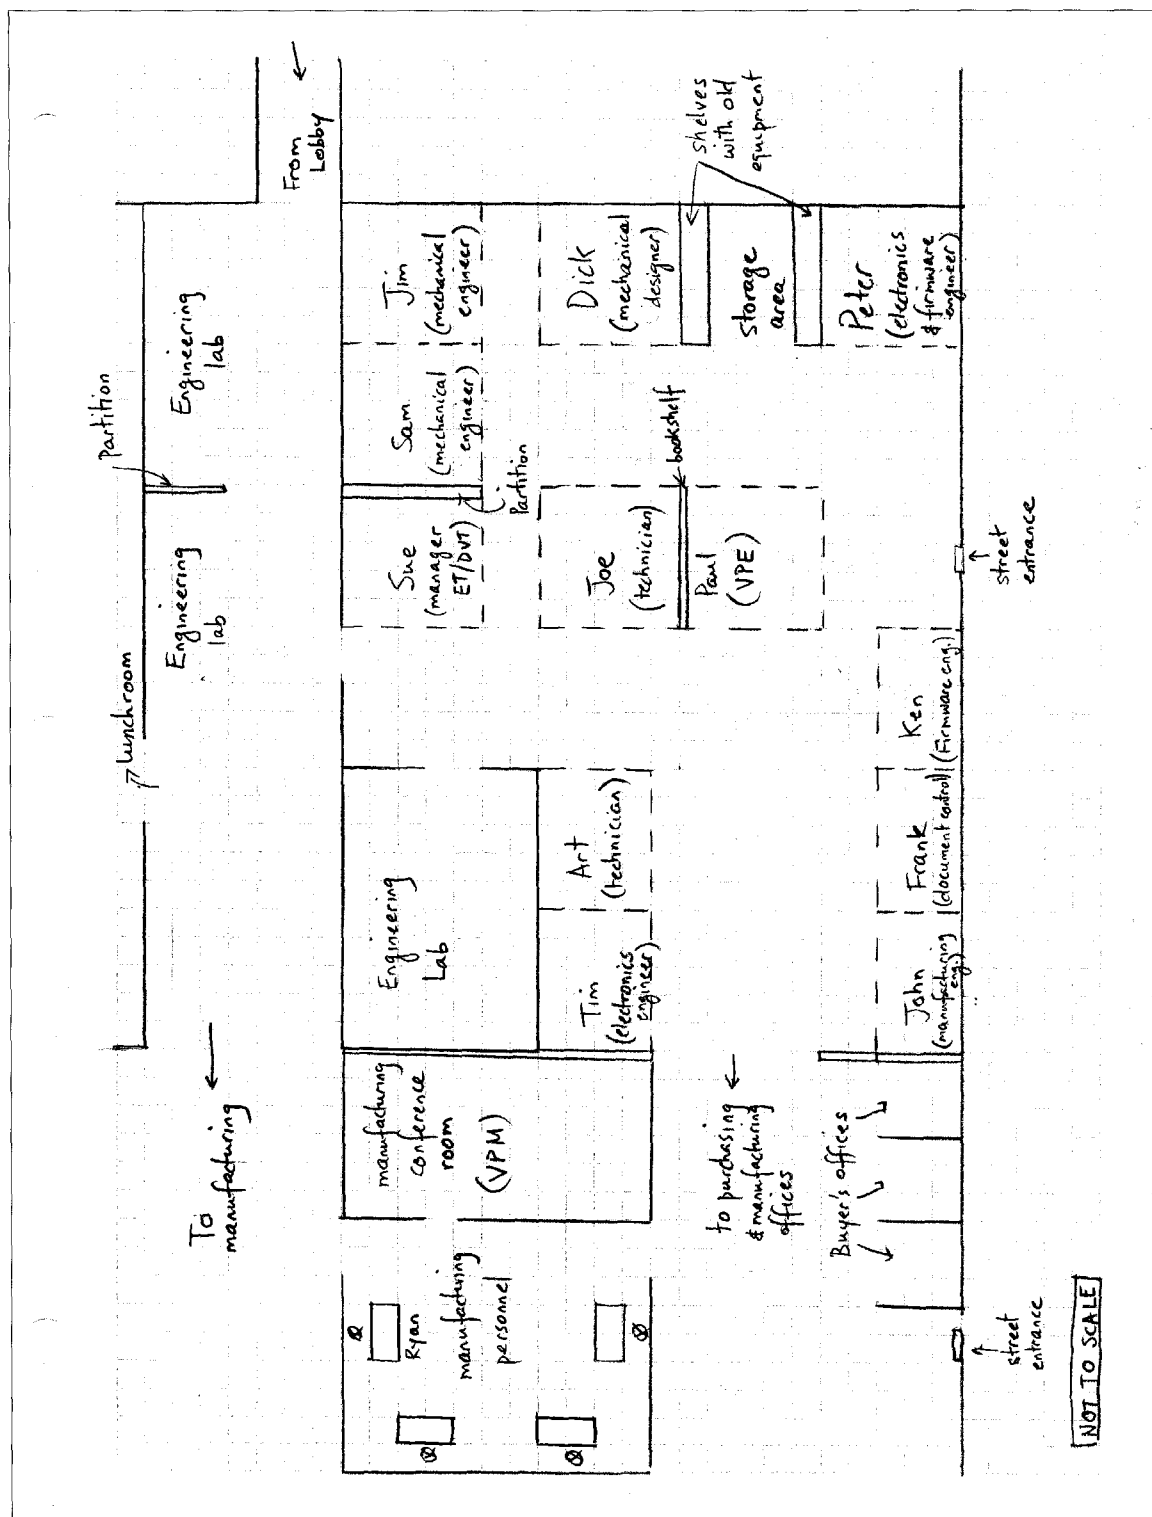 Lunchroom
Partition
To
manufacturing
Engineering
lab
Engineering
lab
From
Lobby
Ryan
manufacturing
personnel
manufacturing
conference
room
(VPM)
Engineering
Lab
Sue
(manager
ET/DVT)
Sam
(mechanical
engineer)
Jim
(mechanical
engineer)
Partition
Tim
(electronics
engineer)
Art
(technician)
Joe
(technician)
Dick
(mechanical
designer)
bookshelf
Paul
(VPE)
shelves
with old
equipment
storage
area
to purchasing
& manufacturing
offices
Buyer's offices
John
(manufacturing
eng.)
Frank
(document control)
Ken
(Firmware eng.)
Peter
(electronics
& firmware
engineer)
street
entrance
street
entrance
NOT TO SCALE